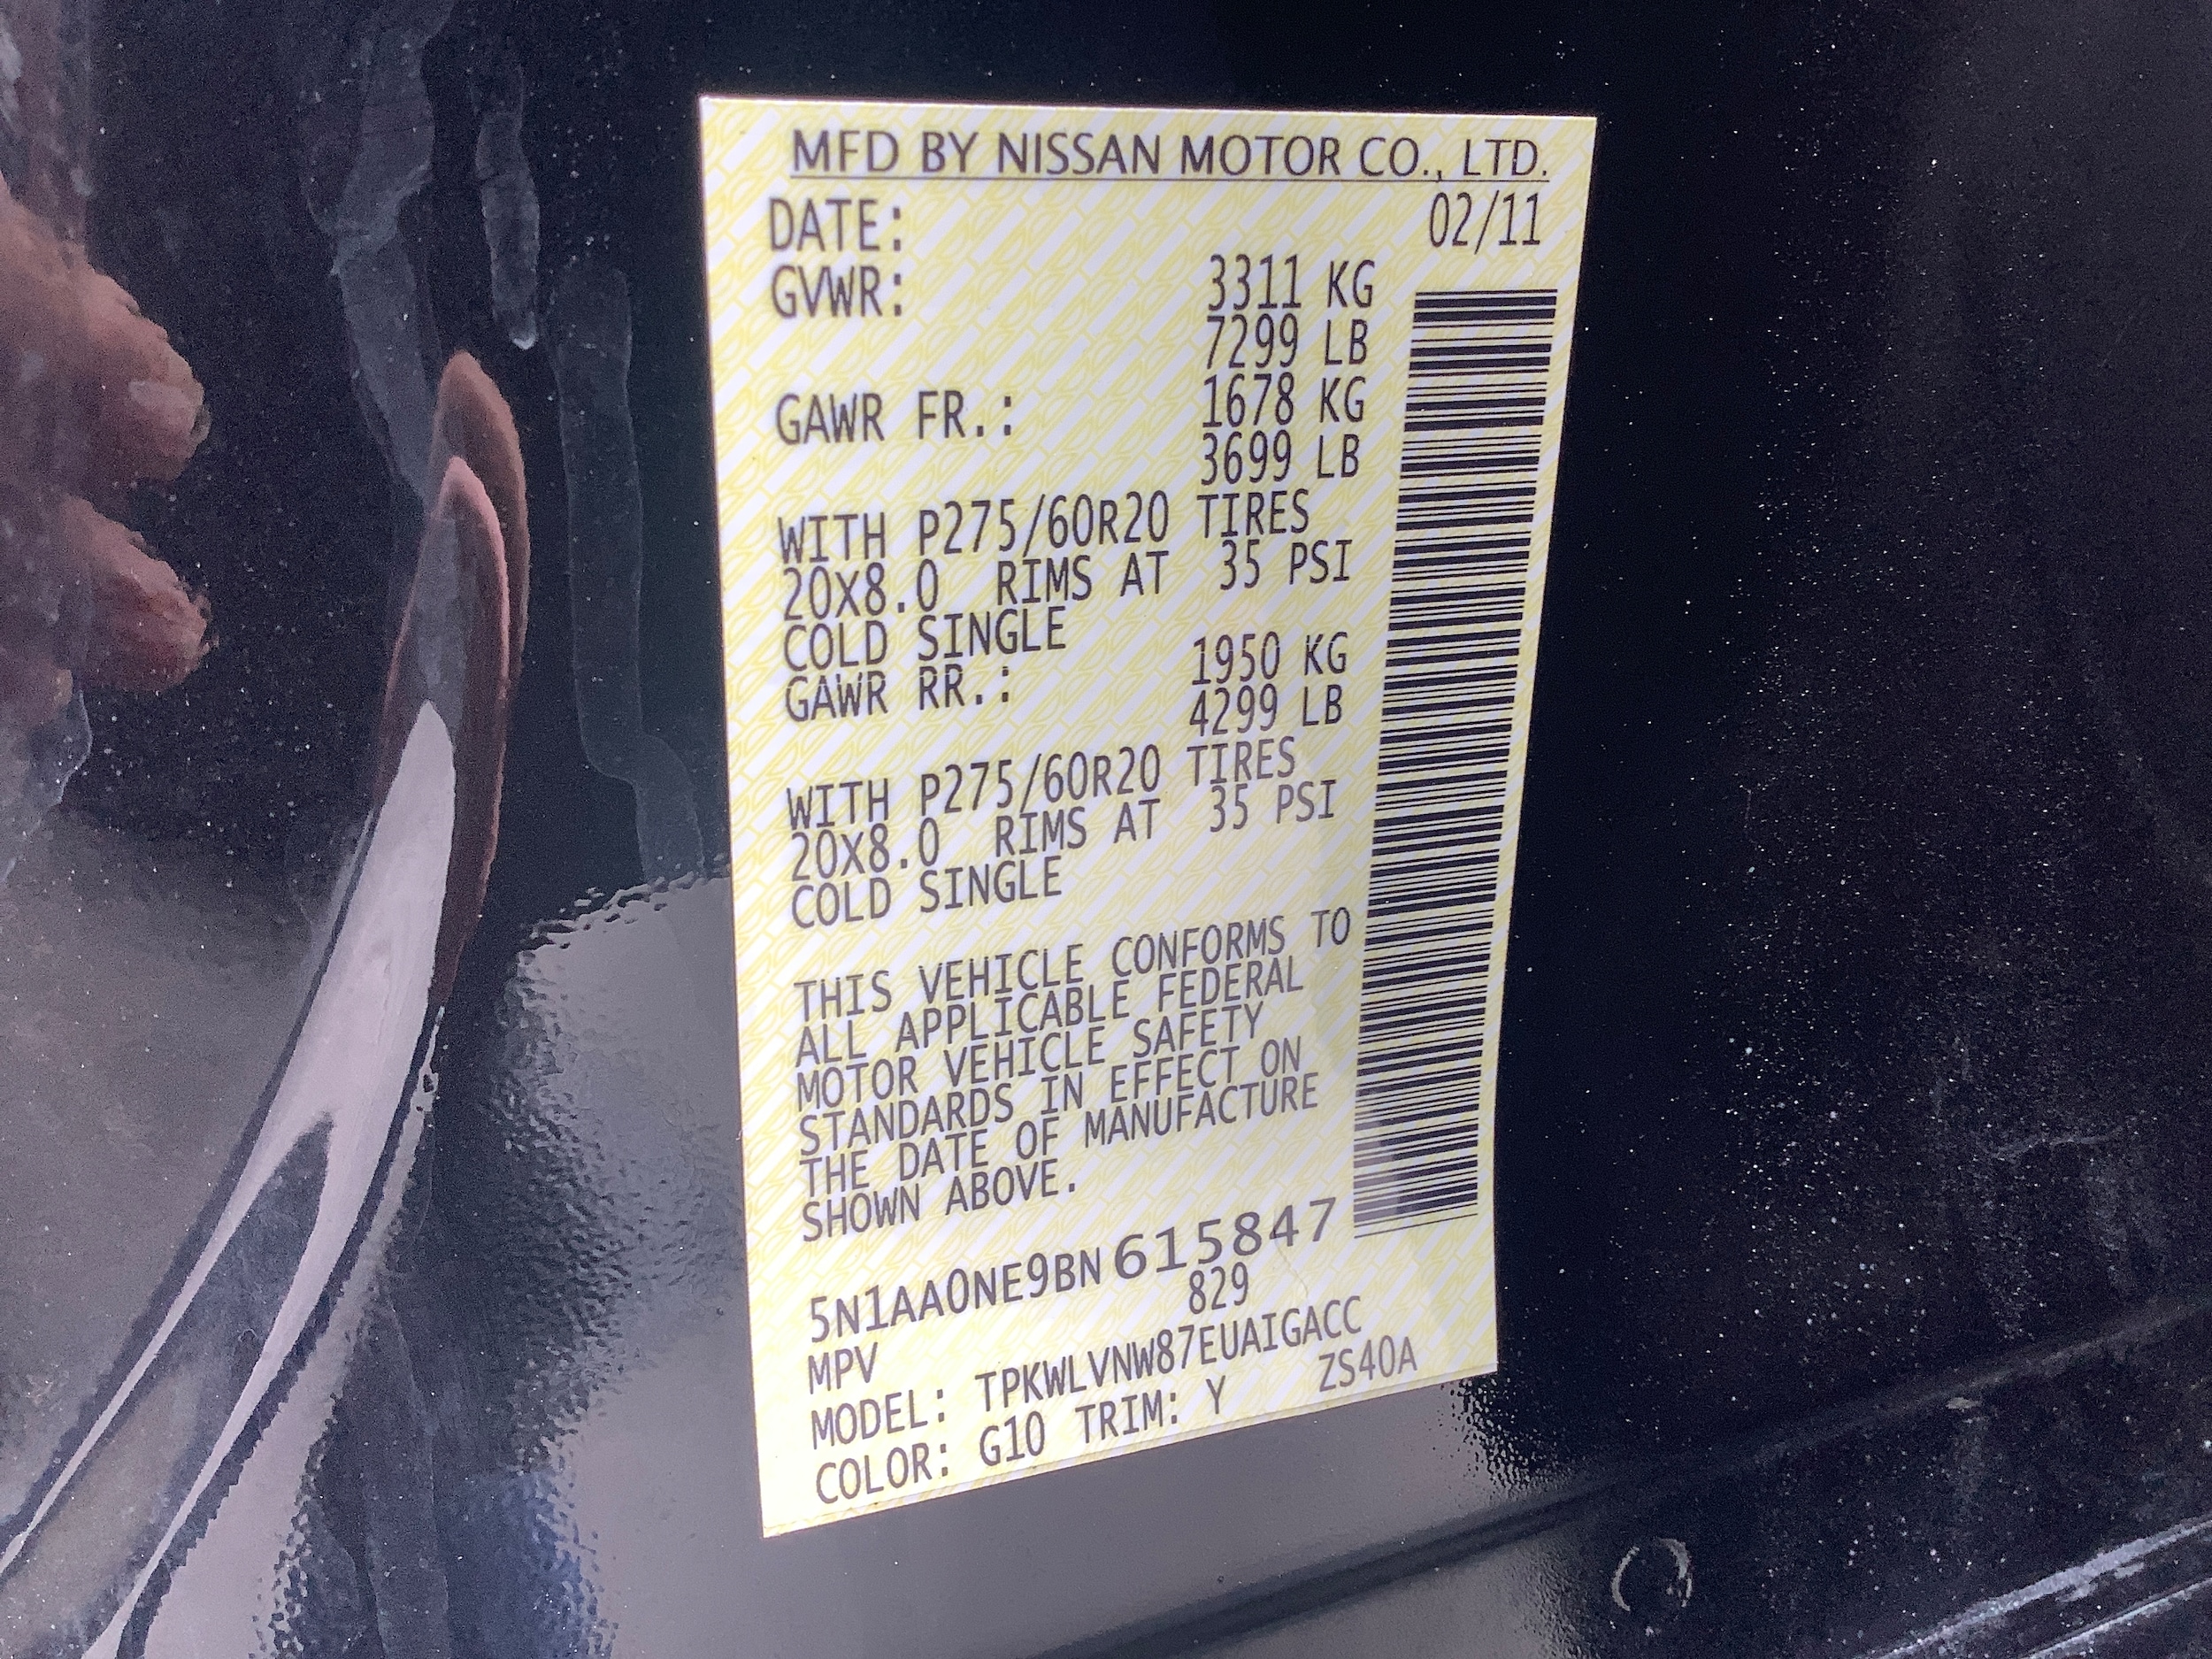 MFD BY NISSAN MOTOR CO., LTD.
DATE: 02/11
GVWR: 3311 KG
7299 LB
GAWR FR.: 1678 KG
3699 LB
WITH P275/60R20 TIRES
20X8.0 RIMS AT 35 PSI
COLD SINGLE
GAWR RR.: 1950 KG
4299 LB
WITH P275/60R20 TIRES
20X8.0 RIMS AT 35 PSI
COLD SINGLE
THIS VEHICLE CONFORMS TO
ALL APPLICABLE FEDERAL
MOTOR VEHICLE SAFETY
STANDARDS IN EFFECT ON
THE DATE OF MANUFACTURE
SHOWN ABOVE.
5N1AA0NE9BN 615847
MPV 829
MODEL: TPKWLVNW87EUAIGACC
COLOR: G10 TRIM: Y ZS40A